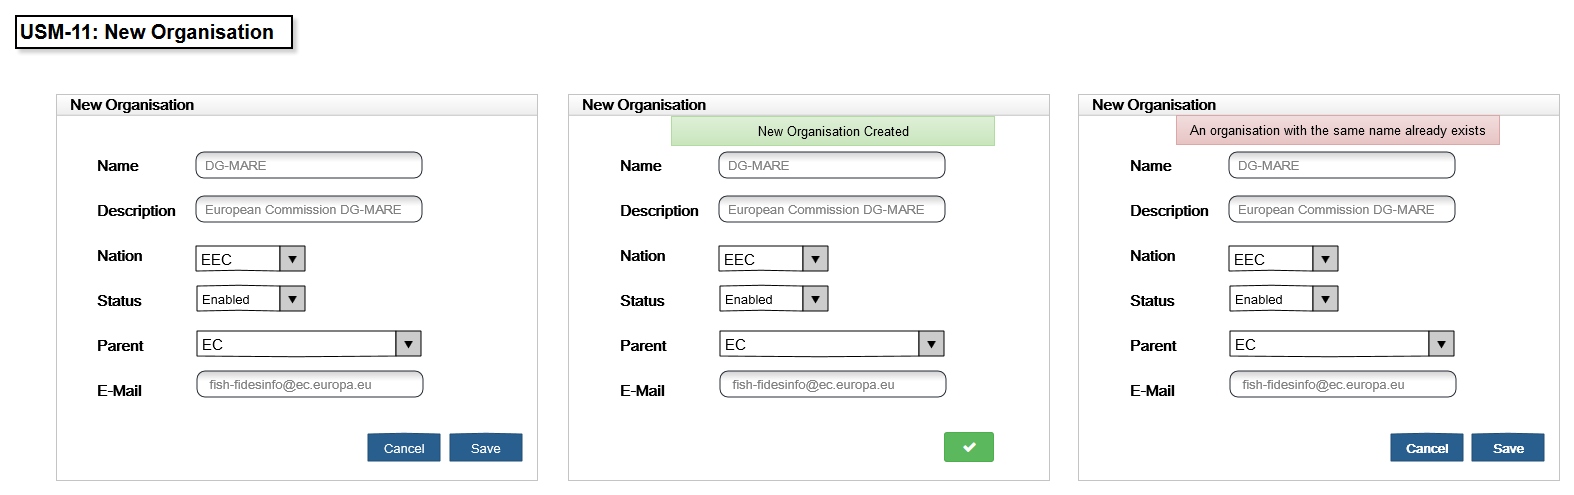 USM-11: New Organisation
New Organisation
Name DG-MARE
Description European Commission DG-MARE
Nation EEC
Status Enabled
Parent EC
E-Mail fish-fidesinfo@ec.europa.eu
Cancel Save
New Organisation
New Organisation Created
Name DG-MARE
Description European Commission DG-MARE
Nation EEC
Status Enabled
Parent EC
E-Mail fish-fidesinfo@ec.europa.eu
New Organisation
An organisation with the same name already exists
Name DG-MARE
Description European Commission DG-MARE
Nation EEC
Status Enabled
Parent EC
E-Mail fish-fidesinfo@ec.europa.eu
Cancel Save